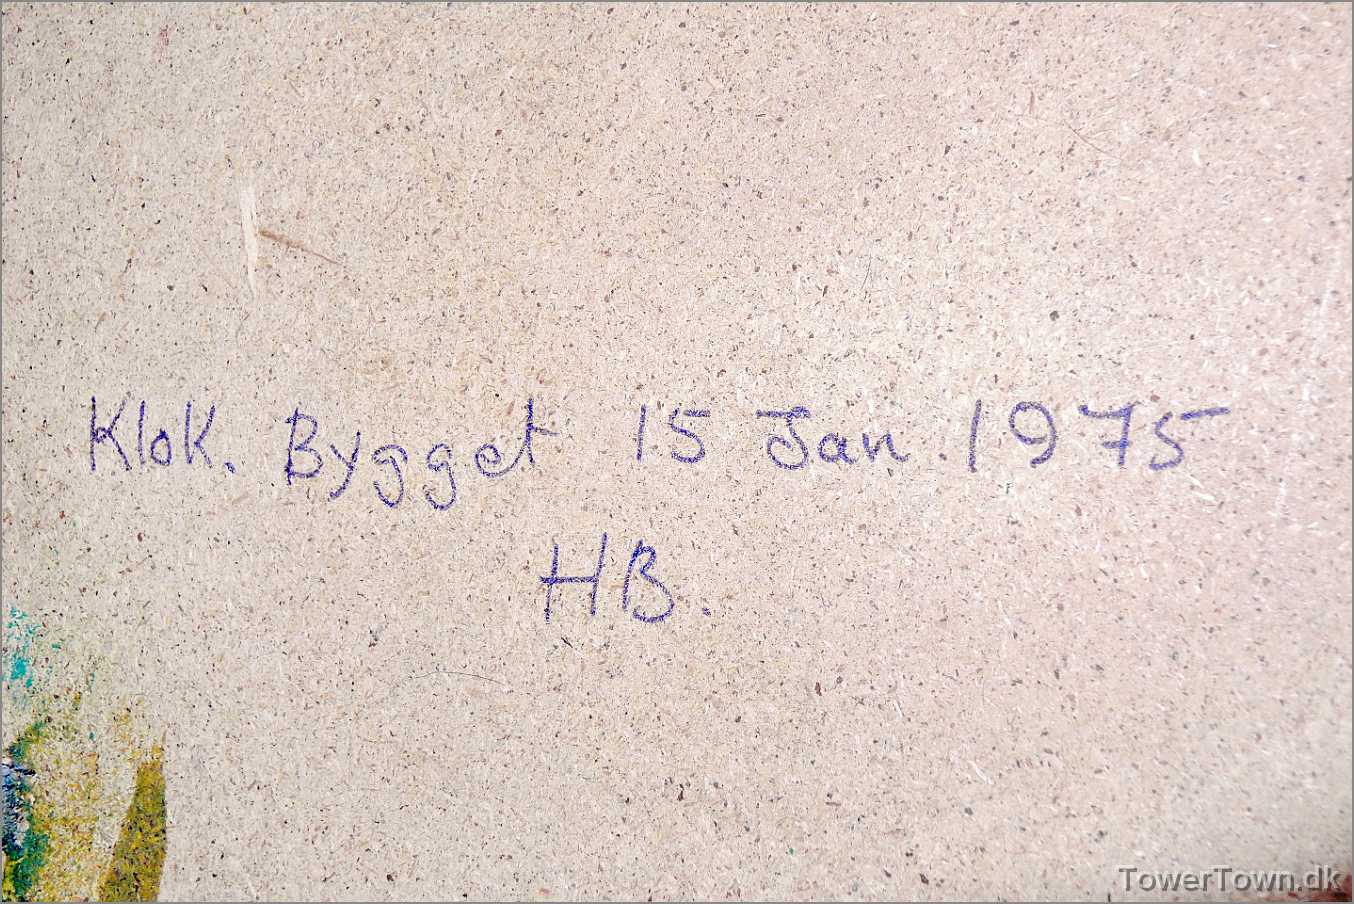 Klok. Bygget 15 Jan. 1975
HB.
TowerTown.dk